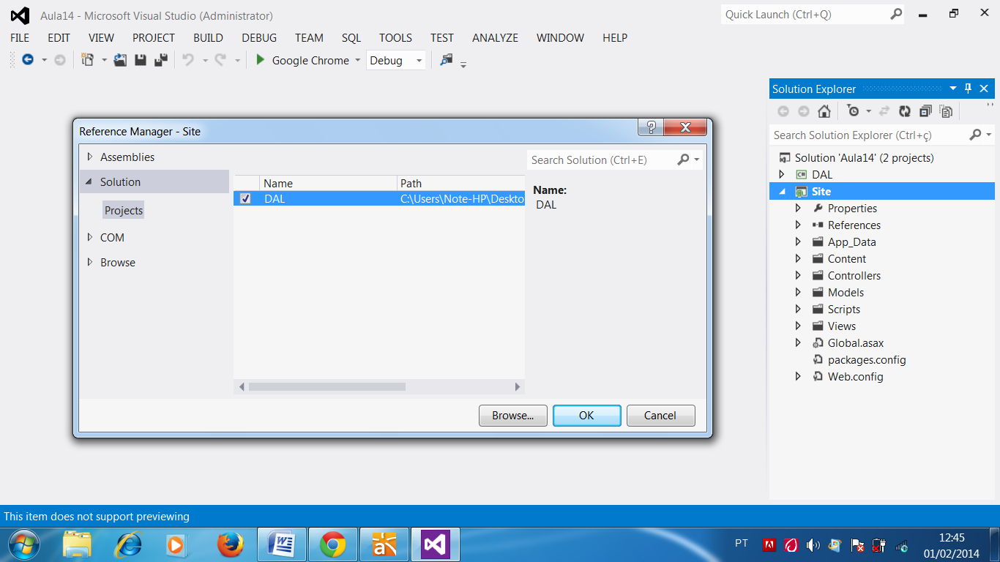 Aula14 - Microsoft Visual Studio (Administrator)
Quick Launch (Ctrl+Q)
FILE EDIT VIEW PROJECT BUILD DEBUG TEAM SQL TOOLS TEST ANALYZE WINDOW HELP
Google Chrome Debug
Reference Manager - Site
?
Assemblies
Solution
Projects
COM
Browse
Name Path
DAL C:\Users\Note-HP\Deskto
Search Solution (Ctrl+E)
Name:
DAL
Browse... OK Cancel
Solution Explorer
Search Solution Explorer (Ctrl+ç)
Solution 'Aula14' (2 projects)
C# DAL
Site
Properties
References
App_Data
Content
Controllers
Models
Scripts
Views
Global.asax
packages.config
Web.config
This item does not support previewing
PT
12:45
01/02/2014